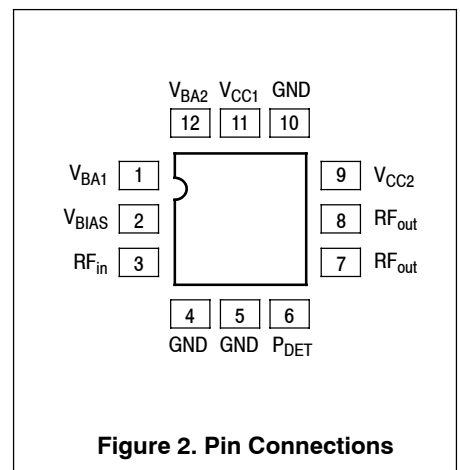 V_BA2 V_CC1 GND
12 11 10
V_BA1 1 9 V_CC2
V_BIAS 2 8 RF_out
RF_in 3 7 RF_out
4 5 6
GND GND P_DET
Figure 2. Pin Connections